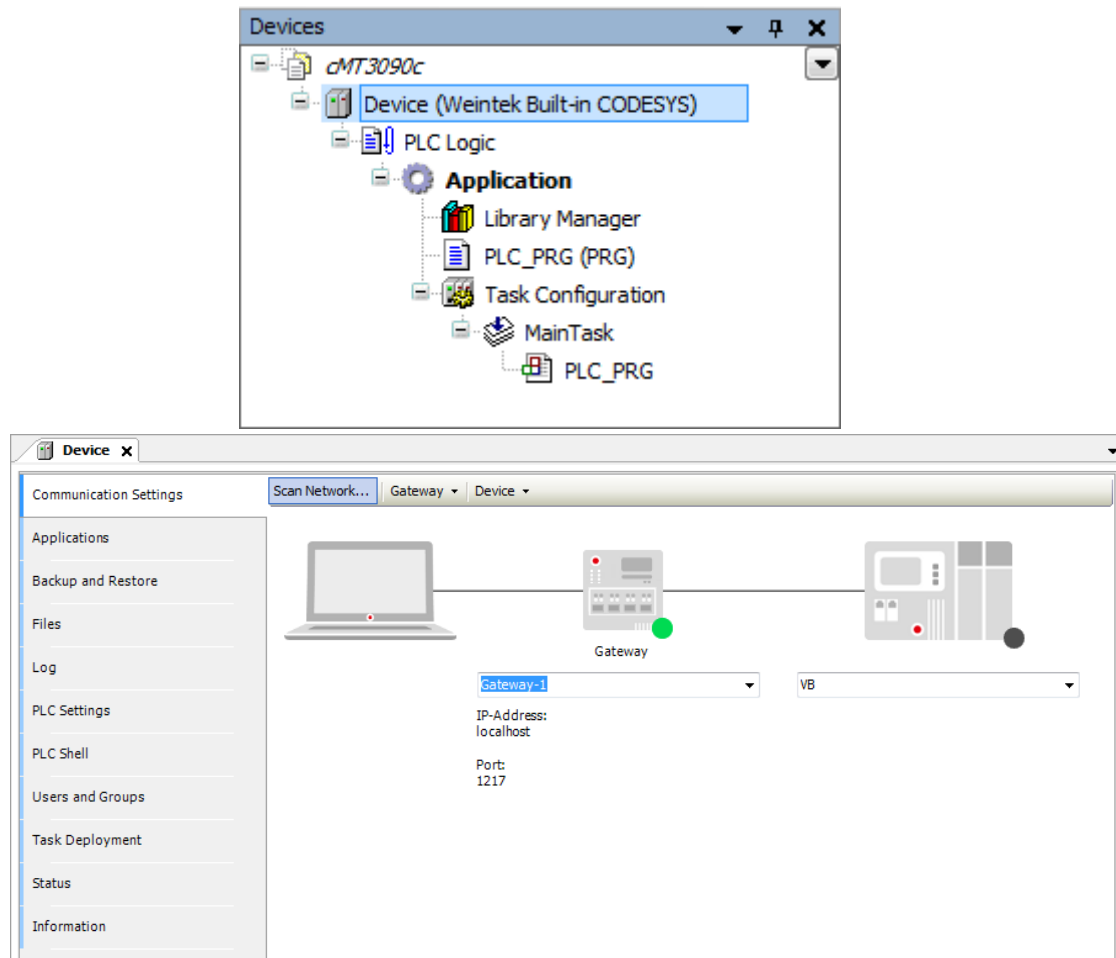 Devices
cMT3090c
Device (Weintek Built-in CODESYS)
PLC Logic
Application
Library Manager
PLC_PRG (PRG)
Task Configuration
MainTask
PLC_PRG
Device
Communication Settings
Scan Network... Gateway Device
Applications
Backup and Restore
Files
Log
PLC Settings
PLC Shell
Users and Groups
Task Deployment
Status
Information
Gateway
Gateway-1 VB
IP-Address:
localhost
Port:
1217